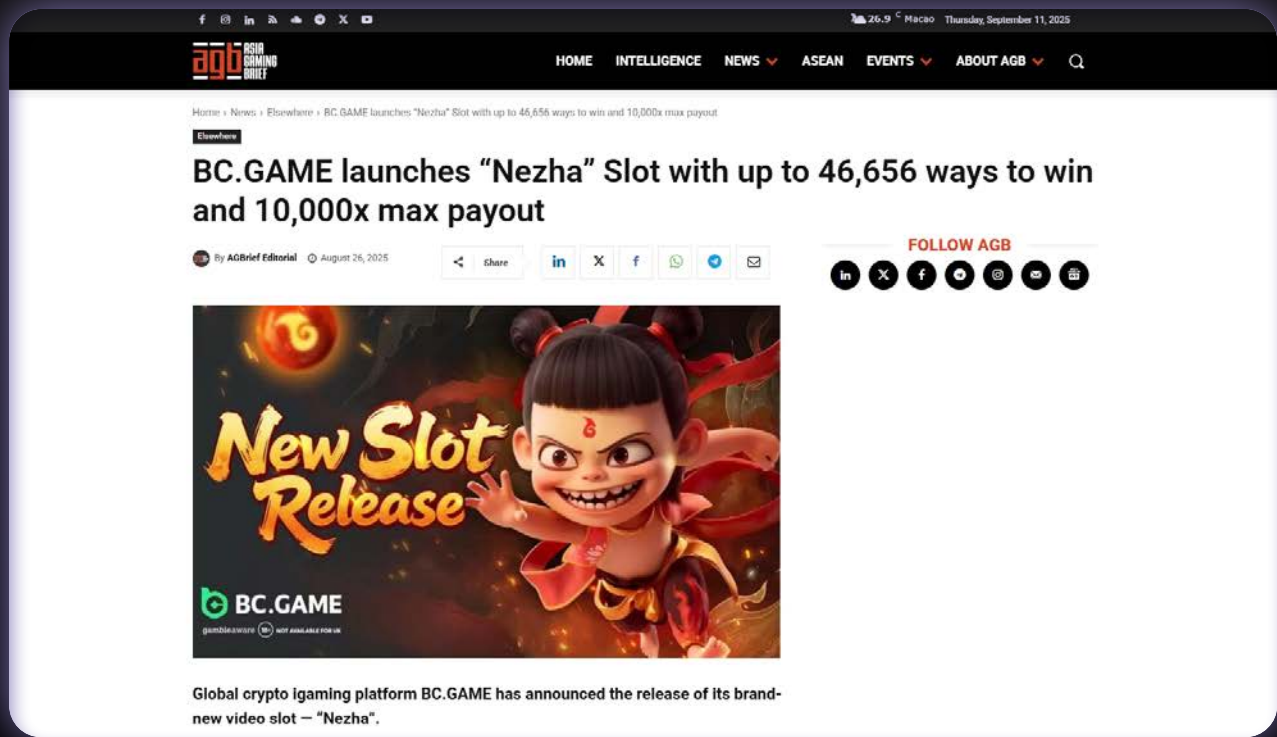 26.9 C Macao Thursday, September 11, 2025
agb ASIA GAMING BRIEF
HOME INTELLIGENCE NEWS ASEAN EVENTS ABOUT AGB
Home › News › Elsewhere › BC.GAME launches “Nezha” Slot with up to 46,656 ways to win and 10,000x max payout
Elsewhere
BC.GAME launches “Nezha” Slot with up to 46,656 ways to win
and 10,000x max payout
By AGBrief Editorial August 26, 2025
Share
FOLLOW AGB
New Slot
Release
BC.GAME
gambleaware 18+ NOT AVAILABLE FOR UK
Global crypto igaming platform BC.GAME has announced the release of its brand-
new video slot — “Nezha”.